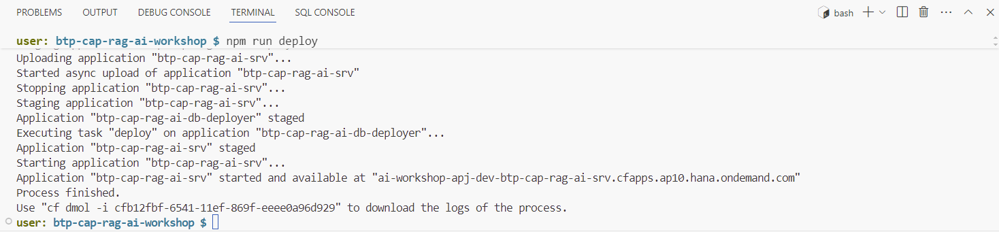 PROBLEMS OUTPUT DEBUG CONSOLE TERMINAL SQL CONSOLE bash
user: btp-cap-rag-ai-workshop $ npm run deploy
Uploading application "btp-cap-rag-ai-srv"...
Started async upload of application "btp-cap-rag-ai-srv"
Stopping application "btp-cap-rag-ai-srv"...
Staging application "btp-cap-rag-ai-srv"...
Application "btp-cap-rag-ai-db-deployer" staged
Executing task "deploy" on application "btp-cap-rag-ai-db-deployer"...
Application "btp-cap-rag-ai-srv" staged
Starting application "btp-cap-rag-ai-srv"...
Application "btp-cap-rag-ai-srv" started and available at "ai-workshop-apj-dev-btp-cap-rag-ai-srv.cfapps.ap10.hana.ondemand.com"
Process finished.
Use "cf dmol -i cfb12fbf-6541-11ef-869f-eeee0a96d929" to download the logs of the process.
user: btp-cap-rag-ai-workshop $